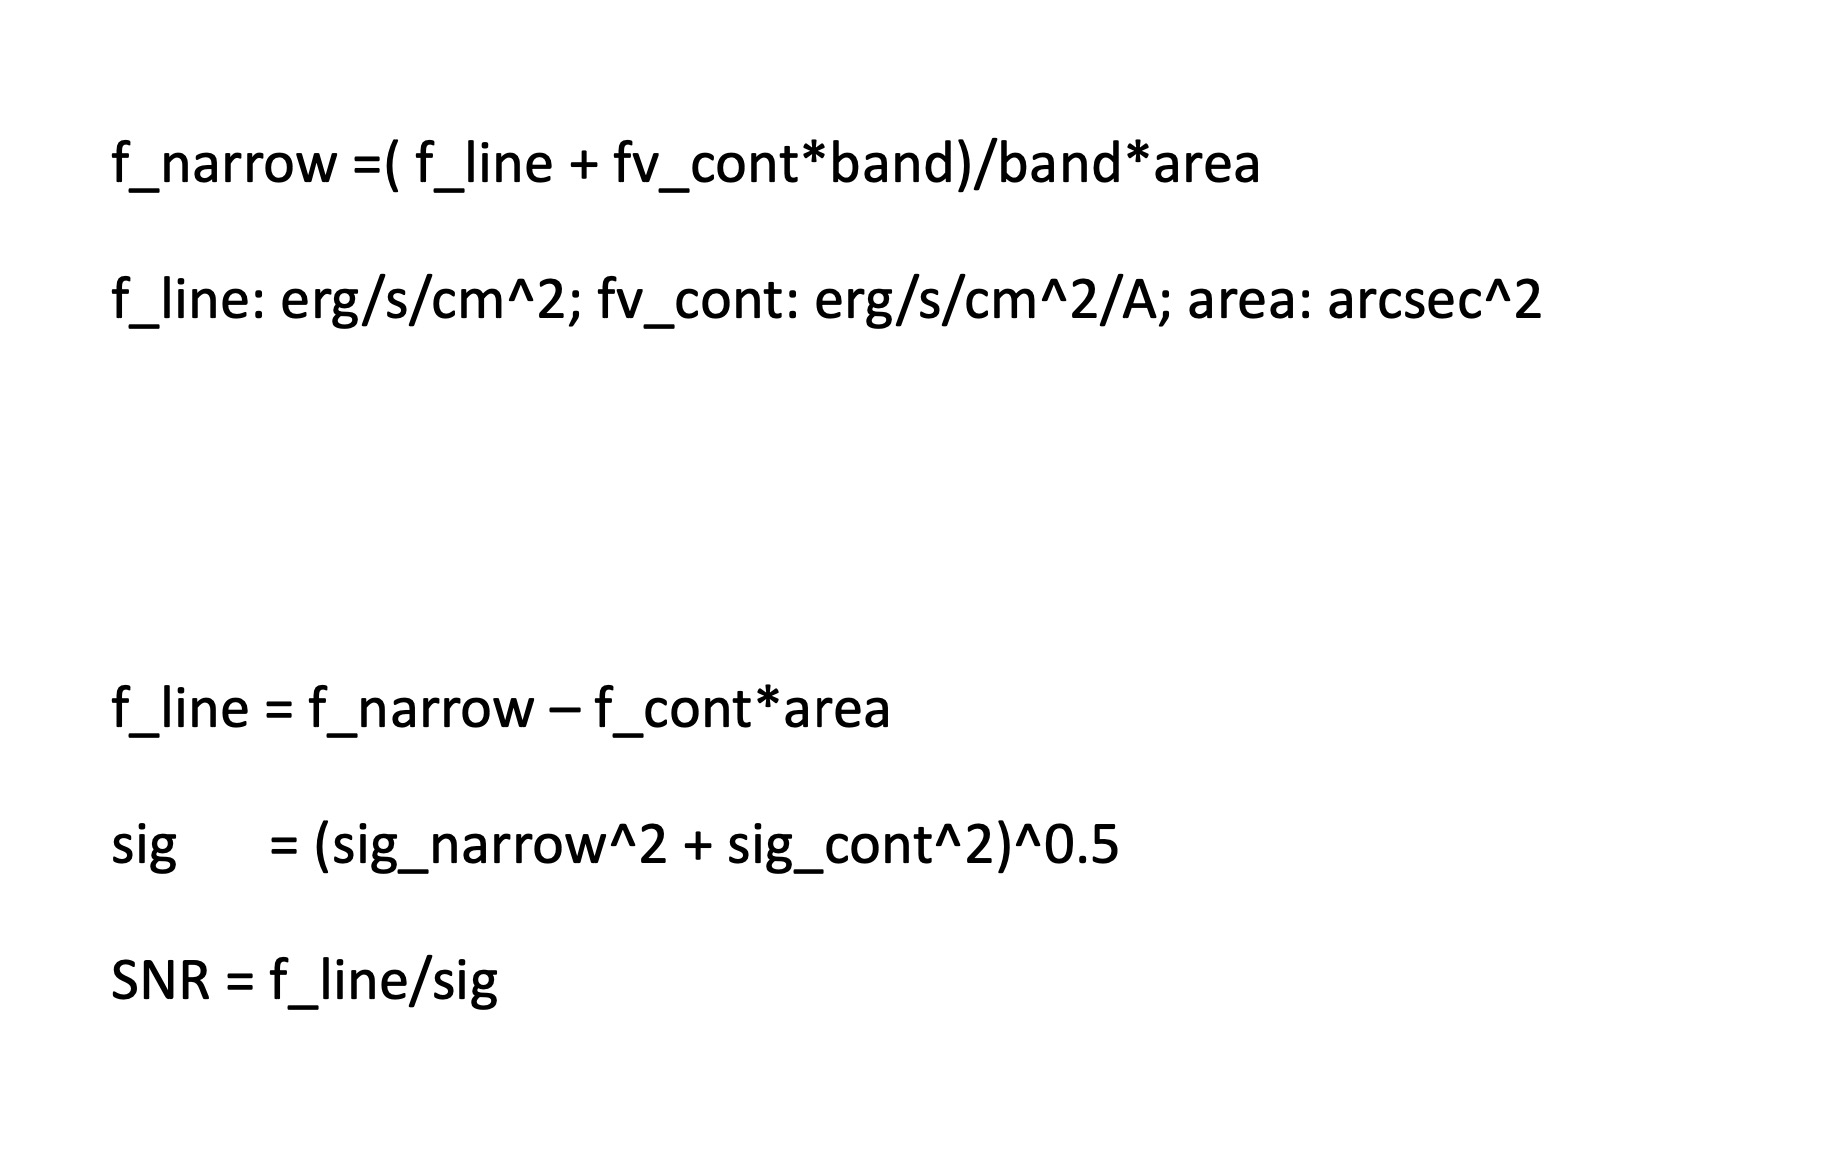 f_narrow =( f_line + fv_cont*band)/band*area
f_line: erg/s/cm^2; fv_cont: erg/s/cm^2/A; area: arcsec^2
f_line = f_narrow – f_cont*area
sig = (sig_narrow^2 + sig_cont^2)^0.5
SNR = f_line/sig